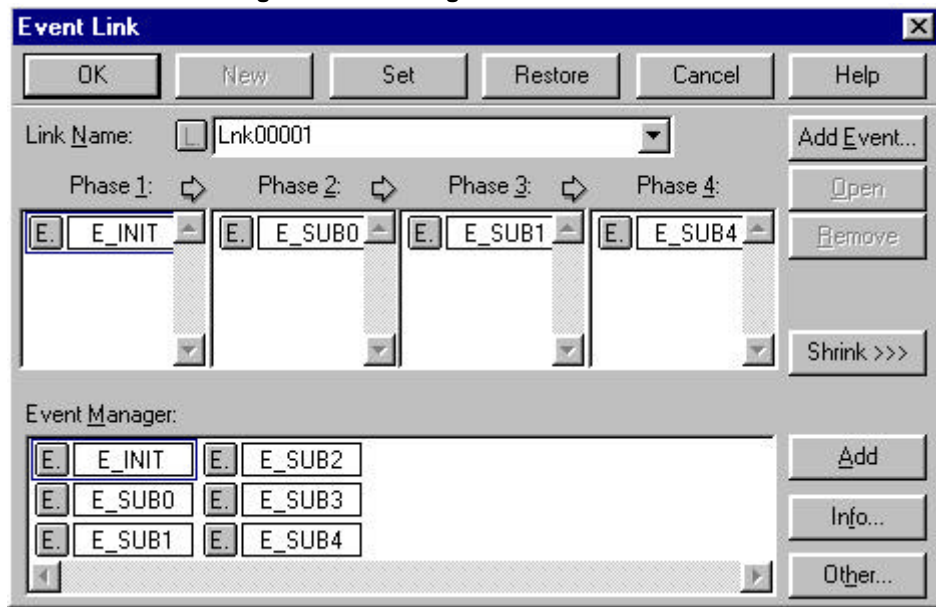 Event Link
OK New Set Restore Cancel Help
Link Name: L Lnk00001 Add Event...
Phase 1: Phase 2: Phase 3: Phase 4: Open
E. E_INIT E. E_SUB0 E. E_SUB1 E. E_SUB4 Remove
Shrink >>>
Event Manager:
E. E_INIT E. E_SUB2 Add
E. E_SUB0 E. E_SUB3 Info...
E. E_SUB1 E. E_SUB4
Other...